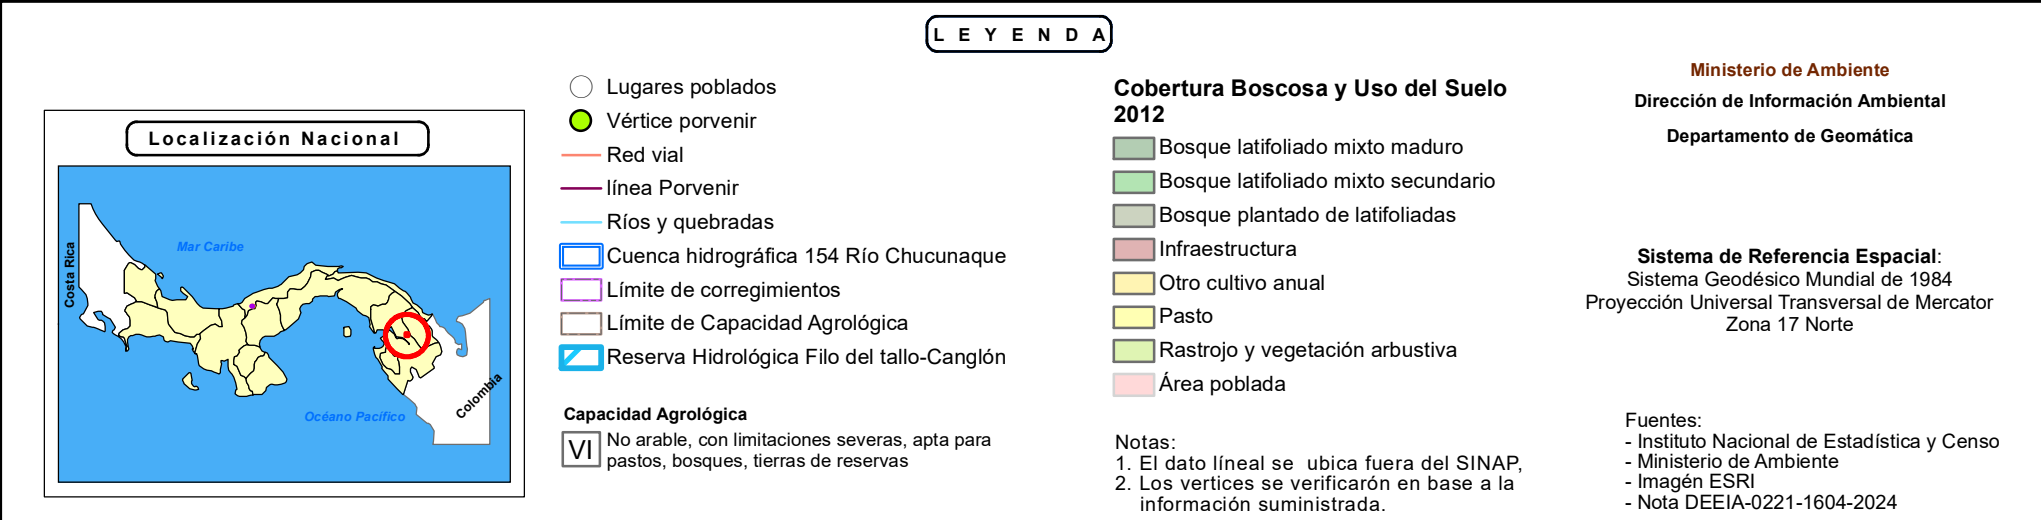 L E Y E N D A
Localización Nacional
Mar Caribe
Costa Rica
Océano Pacífico
Colombia
Lugares poblados
Vértice porvenir
Red vial
línea Porvenir
Ríos y quebradas
Cuenca hidrográfica 154 Río Chucunaque
Límite de corregimientos
Límite de Capacidad Agrológica
Reserva Hidrológica Filo del tallo-Canglón
Capacidad Agrológica
VI
No arable, con limitaciones severas, apta para
pastos, bosques, tierras de reservas
Cobertura Boscosa y Uso del Suelo
2012
Bosque latifoliado mixto maduro
Bosque latifoliado mixto secundario
Bosque plantado de latifoliadas
Infraestructura
Otro cultivo anual
Pasto
Rastrojo y vegetación arbustiva
Área poblada
Notas:
1. El dato líneal se ubica fuera del SINAP,
2. Los vertices se verificarón en base a la
información suministrada.
Ministerio de Ambiente
Dirección de Información Ambiental
Departamento de Geomática
Sistema de Referencia Espacial:
Sistema Geodésico Mundial de 1984
Proyección Universal Transversal de Mercator
Zona 17 Norte
Fuentes:
- Instituto Nacional de Estadística y Censo
- Ministerio de Ambiente
- Imagén ESRI
- Nota DEEIA-0221-1604-2024